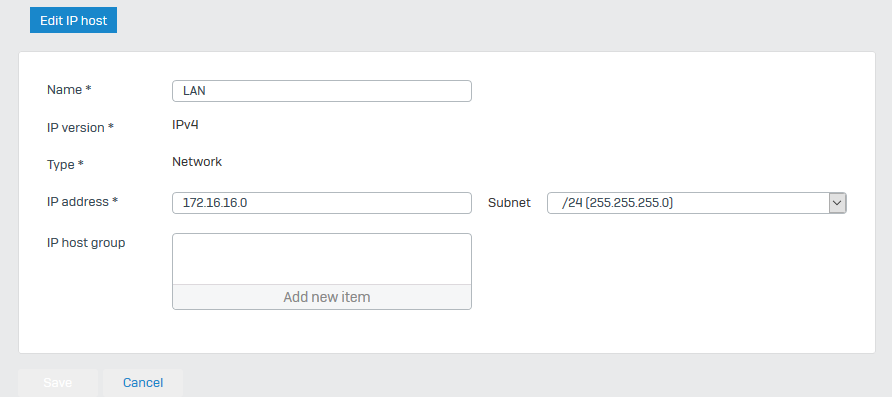 Edit IP host
Name * LAN
IP version * IPv4
Type * Network
IP address * 172.16.16.0 Subnet /24 (255.255.255.0)
IP host group
Add new item
Save Cancel